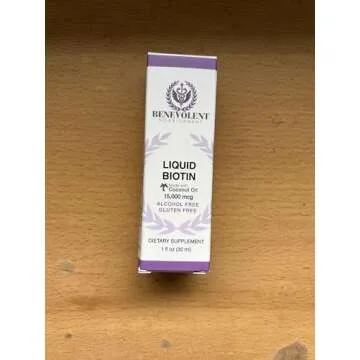 BENEVOLENT
NOURISHMENT
LIQUID
BIOTIN
Made with
Coconut Oil
15,000 mcg
ALCOHOL FREE
GLUTEN FREE
DIETARY SUPPLEMENT
1 fl oz (30 ml)